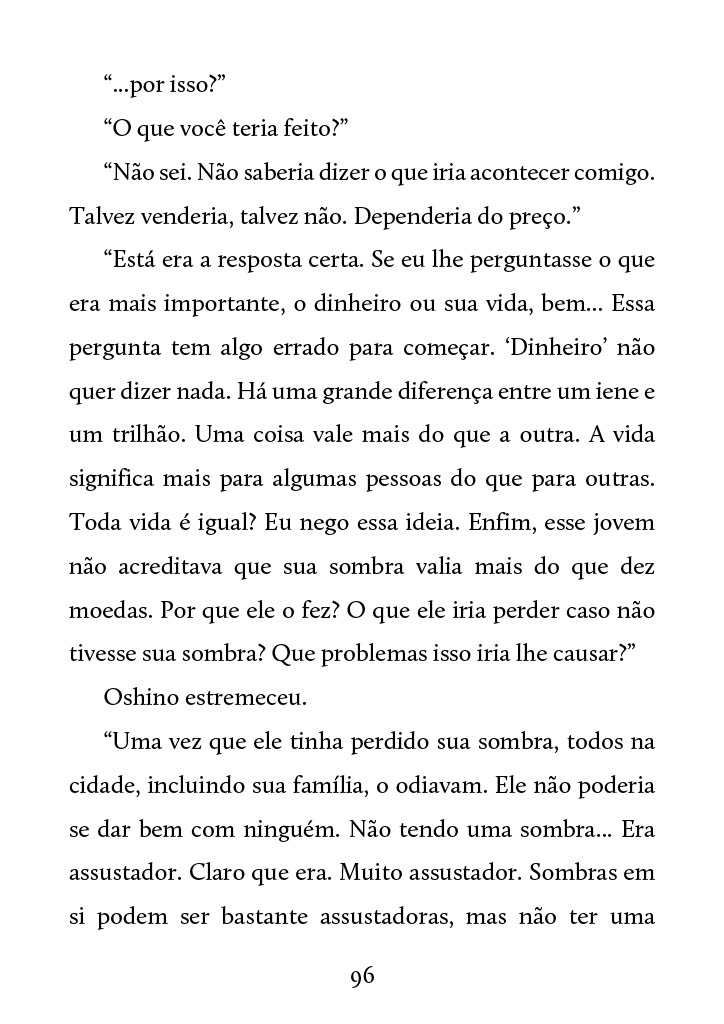 “...por isso?”
“O que você teria feito?”
“Não sei. Não saberia dizer o que iria acontecer comigo.
Talvez venderia, talvez não. Dependeria do preço.”
“Está era a resposta certa. Se eu lhe perguntasse o que
era mais importante, o dinheiro ou sua vida, bem... Essa
pergunta tem algo errado para começar. ‘Dinheiro’ não
quer dizer nada. Há uma grande diferença entre um iene e
um trilhão. Uma coisa vale mais do que a outra. A vida
significa mais para algumas pessoas do que para outras.
Toda vida é igual? Eu nego essa ideia. Enfim, esse jovem
não acreditava que sua sombra valia mais do que dez
moedas. Por que ele o fez? O que ele iria perder caso não
tivesse sua sombra? Que problemas isso iria lhe causar?”
Oshino estremeceu.
“Uma vez que ele tinha perdido sua sombra, todos na
cidade, incluindo sua família, o odiavam. Ele não poderia
se dar bem com ninguém. Não tendo uma sombra... Era
assustador. Claro que era. Muito assustador. Sombras em
si podem ser bastante assustadoras, mas não ter uma
96